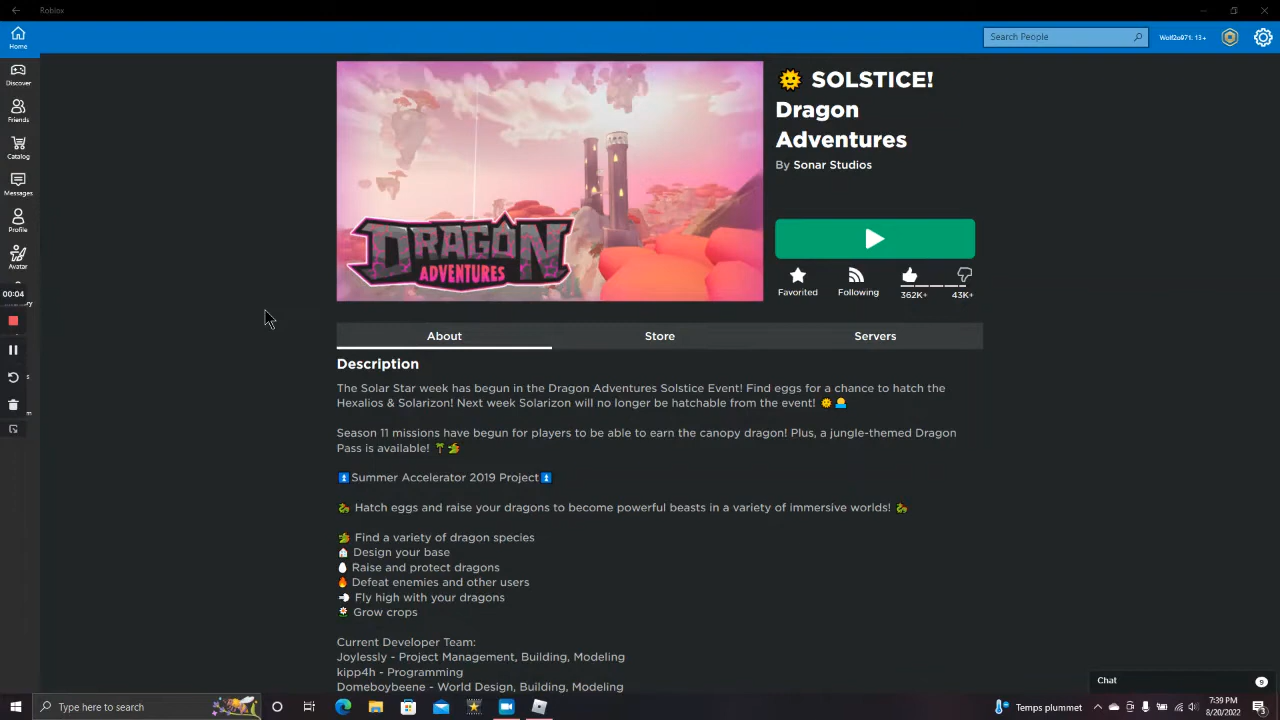 Roblox
Home
Search People
Wolf2o971: 13+
Discover
Friends
Catalog
Messages
Profile
Avatar
00:04
SOLSTICE!
Dragon
Adventures
By Sonar Studios
DRAGON
ADVENTURES
Favorited
Following
362K+
43K+
About
Store
Servers
Description
The Solar Star week has begun in the Dragon Adventures Solstice Event! Find eggs for a chance to hatch the
Hexalios & Solarizon! Next week Solarizon will no longer be hatchable from the event! 🌞
Season 11 missions have begun for players to be able to earn the canopy dragon! Plus, a jungle-themed Dragon
Pass is available! 🌴🐲
⏫Summer Accelerator 2019 Project⏫
🐉 Hatch eggs and raise your dragons to become powerful beasts in a variety of immersive worlds! 🐉
🐲 Find a variety of dragon species
🏠 Design your base
🥚 Raise and protect dragons
🔥 Defeat enemies and other users
💨 Fly high with your dragons
🌼 Grow crops
Current Developer Team:
Joylessly - Project Management, Building, Modeling
kipp4h - Programming
Domeboybeene - World Design, Building, Modeling
Chat
9
Type here to search
Temps plummet
7:39 PM
8/20/2022